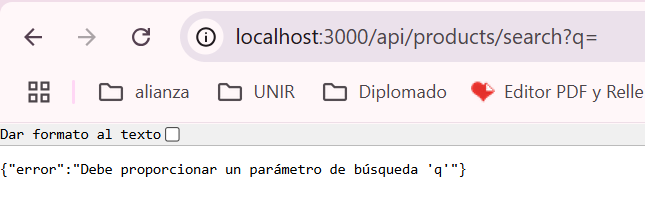 localhost:3000/api/products/search?q=
alianza UNIR Diplomado Editor PDF y Relle
Dar formato al texto
{"error":"Debe proporcionar un parámetro de búsqueda 'q'"}